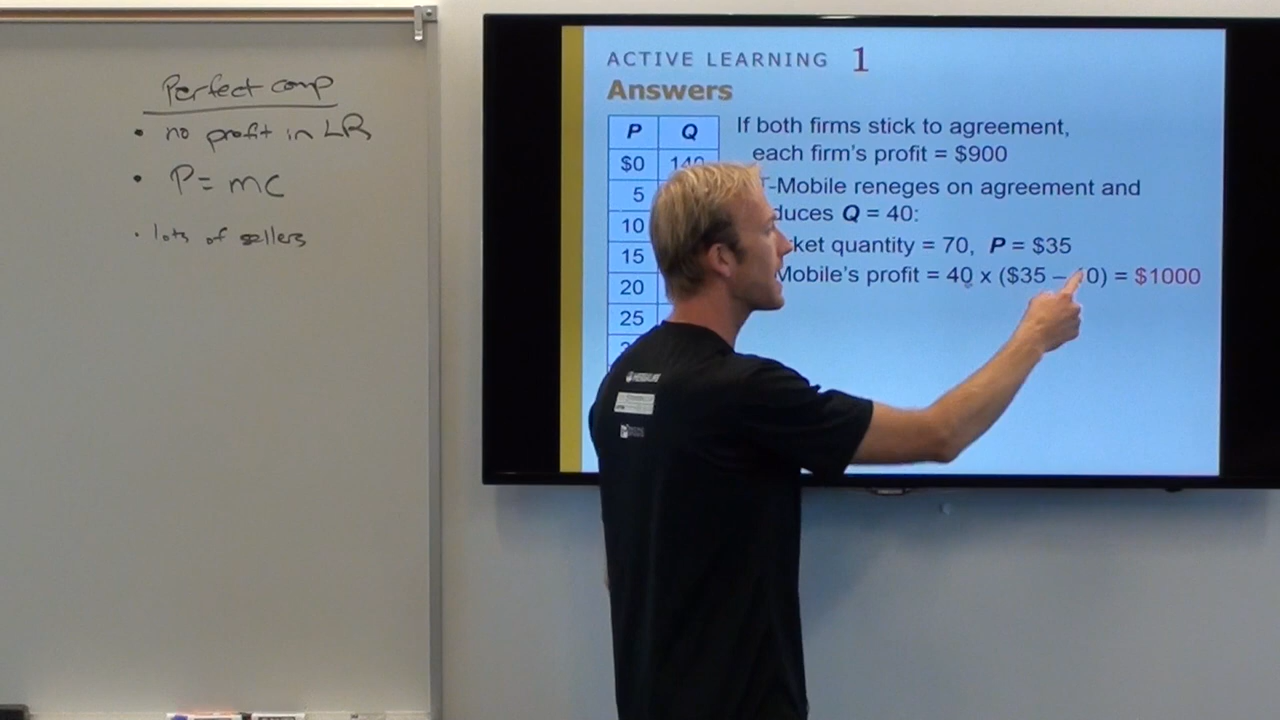 Perfect comp
• no profit in LR
• P = mc
• lots of sellers
ACTIVE LEARNING 1
Answers
P Q
$0 140
5
10
15
20
25
If both firms stick to agreement,
each firm's profit = $900
T-Mobile reneges on agreement and
duces Q = 40:
ket quantity = 70, P = $35
Mobile's profit = 40 x ($35 – 10) = $1000